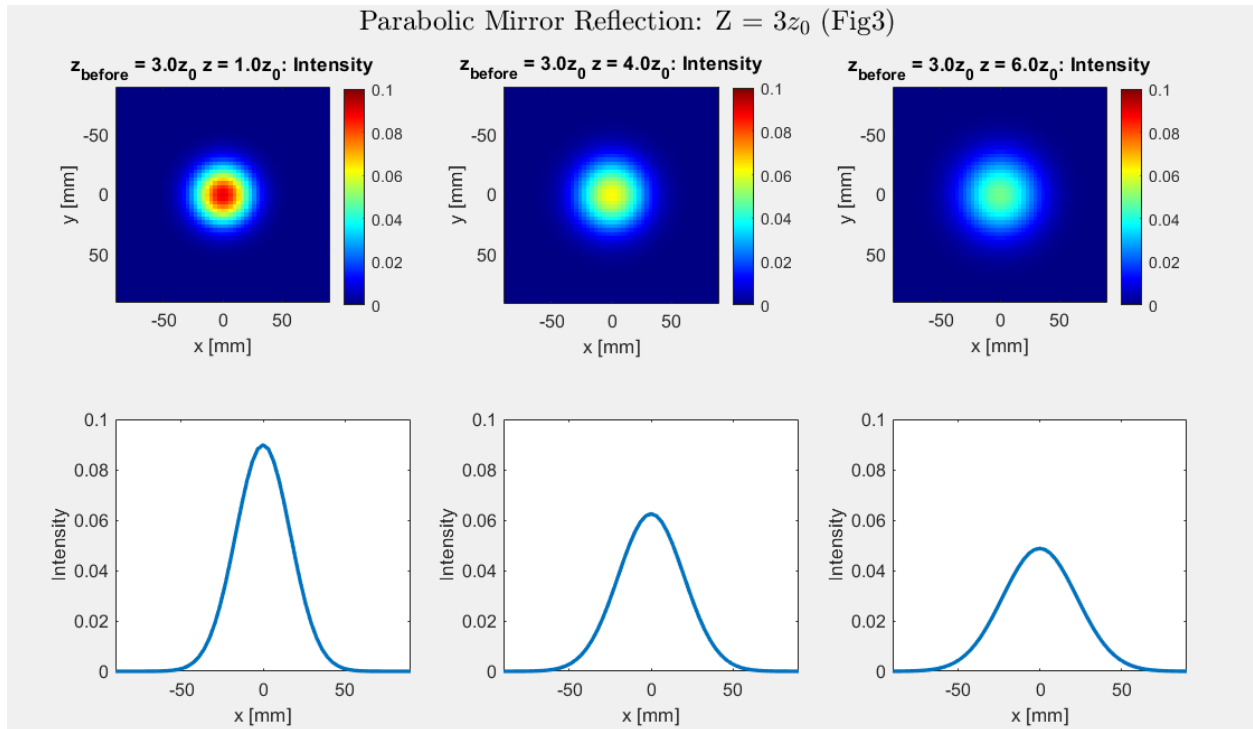 Parabolic Mirror Reflection: Z = 3z₀ (Fig3)
z_before = 3.0z₀ z = 1.0z₀: Intensity
0.1
0.08
0.06
0.04
0.02
0
-50
0
50
y [mm]
-50 0 50
x [mm]
z_before = 3.0z₀ z = 4.0z₀: Intensity
0.1
0.08
0.06
0.04
0.02
0
-50
0
50
y [mm]
-50 0 50
x [mm]
z_before = 3.0z₀ z = 6.0z₀: Intensity
0.1
0.08
0.06
0.04
0.02
0
-50
0
50
y [mm]
-50 0 50
x [mm]
0.1
0.08
0.06
0.04
0.02
0
Intensity
-50 0 50
x [mm]
0.1
0.08
0.06
0.04
0.02
0
Intensity
-50 0 50
x [mm]
0.1
0.08
0.06
0.04
0.02
0
Intensity
-50 0 50
x [mm]